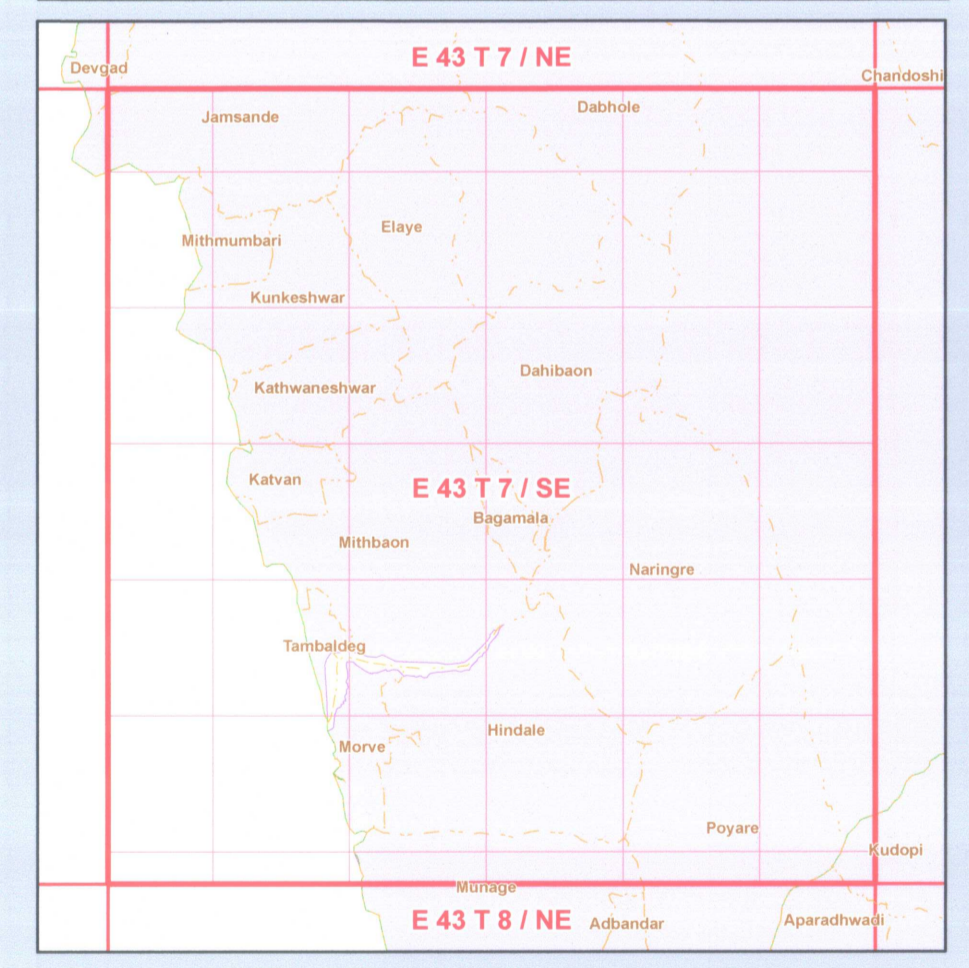 E 43 T 7 / NE
Devgad
Chandoshi
Dabhole
Jamsande
Elaye
Mithmumbari
Kunkeshwar
Dahibaon
Kathwaneshwar
Katvan
E 43 T 7 / SE
Bagamala
Mithbaon
Naringre
Tambaldeg
Hindale
Morve
Poyare
Kudopi
Munage
E 43 T 8 / NE
Adbandar
Aparadhwadi